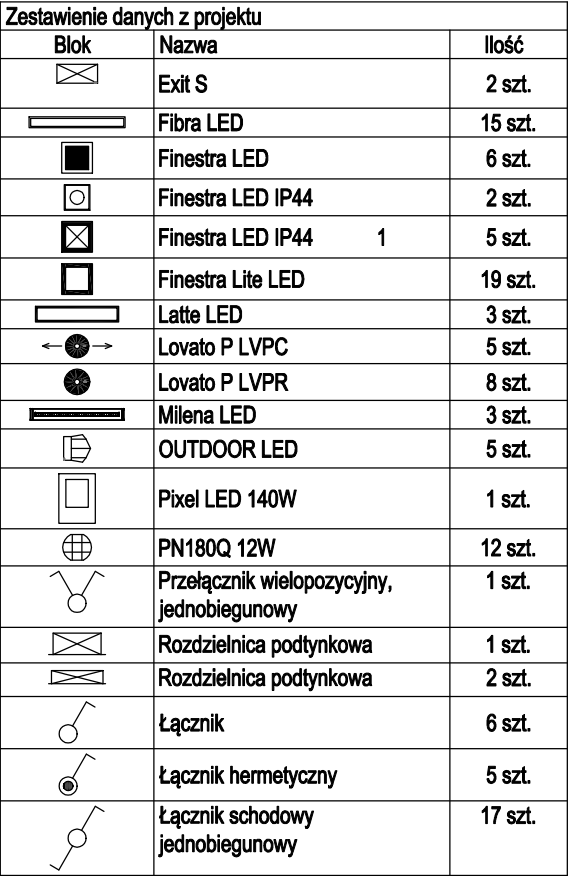 Zestawienie danych z projektu
Blok Nazwa Ilość
Exit S 2 szt.
Fibra LED 15 szt.
Finestra LED 6 szt.
Finestra LED IP44 2 szt.
Finestra LED IP44 1 5 szt.
Finestra Lite LED 19 szt.
Latte LED 3 szt.
Lovato P LVPC 5 szt.
Lovato P LVPR 8 szt.
Milena LED 3 szt.
OUTDOOR LED 5 szt.
Pixel LED 140W 1 szt.
PN180Q 12W 12 szt.
Przełącznik wielopozycyjny, 1 szt.
jednobiegunowy
Rozdzielnica podtynkowa 1 szt.
Rozdzielnica podtynkowa 2 szt.
Łącznik 6 szt.
Łącznik hermetyczny 5 szt.
Łącznik schodowy 17 szt.
jednobiegunowy